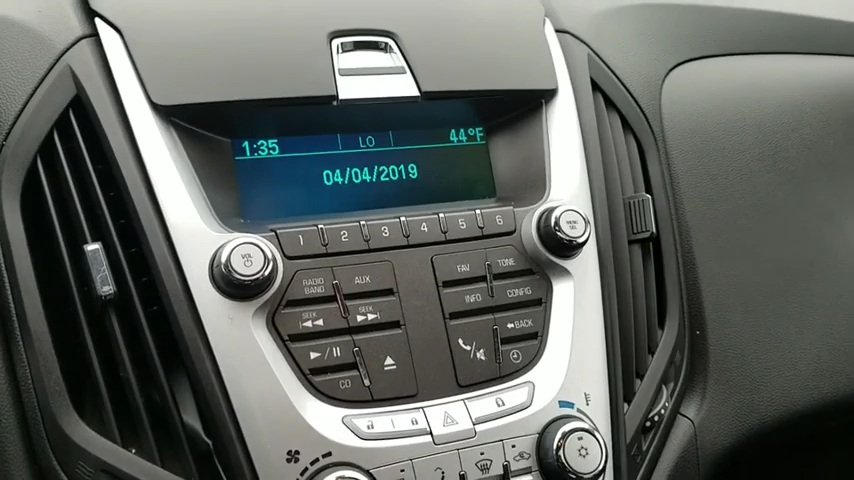 1:35 LO 44°F
04/04/2019
1 2 3 4 5 6
VOL
MENU
SEL
RADIO
BAND
AUX
FAV
TONE
SEEK
SEEK
INFO
CONFIG
BACK
CD